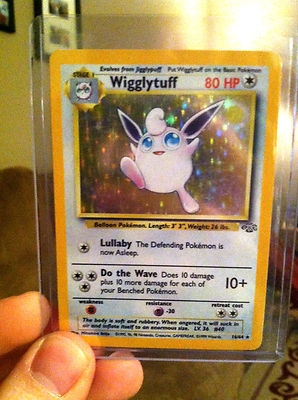 Evolves from Jigglypuff Put Wigglytuff on the Basic Pokémon
STAGE 1
Wigglytuff 80 HP
Balloon Pokémon. Length: 3' 3", Weight: 26 lbs.
Lullaby The Defending Pokémon is
now Asleep.
Do the Wave Does 10 damage
plus 10 more damage for each of
your Benched Pokémon.
10+
weakness resistance retreat cost
-30
The body is soft and rubbery. When angered, it will suck in
air and inflate itself to an enormous size. LV. 36 #40
16/64